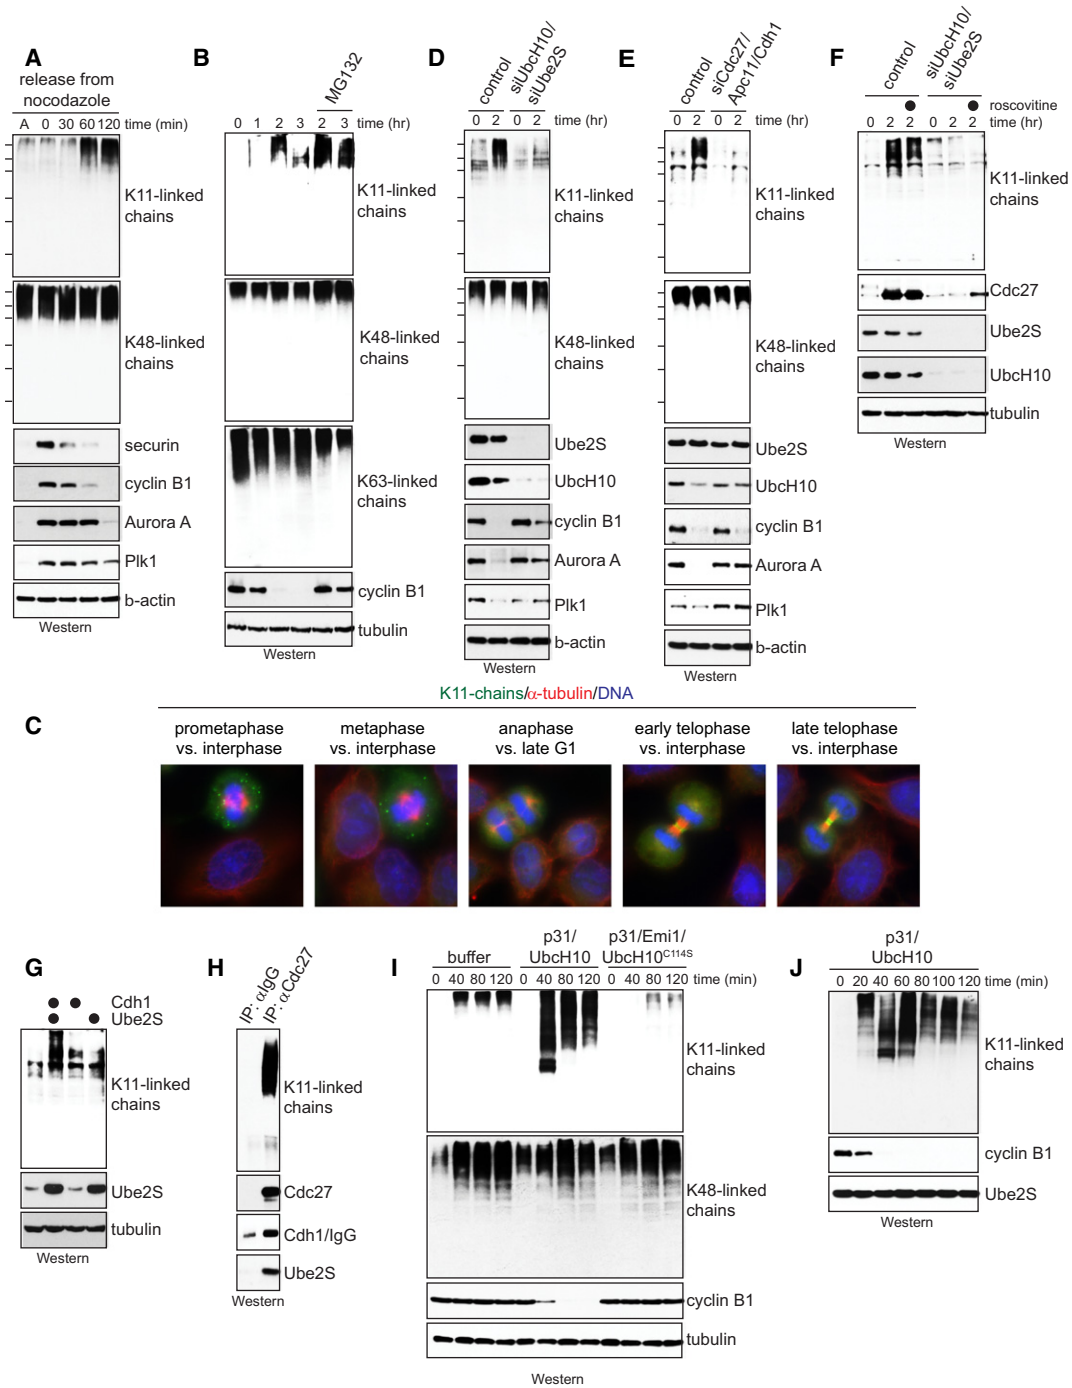 A
release from
nocodazole
A 0 30 60 120 time (min)
K11-linked
chains
K48-linked
chains
securin
cyclin B1
Aurora A
Plk1
b-actin
Western
B
MG132
0 1 2 3 2 3 time (hr)
K11-linked
chains
K48-linked
chains
K63-linked
chains
cyclin B1
tubulin
Western
D
control
siUbcH10/
siUbe2S
0 2 0 2 time (hr)
K11-linked
chains
K48-linked
chains
Ube2S
UbcH10
cyclin B1
Aurora A
Plk1
b-actin
Western
E
control
siCdc27/
Apc11/Cdh1
0 2 0 2 time (hr)
K11-linked
chains
K48-linked
chains
Ube2S
UbcH10
cyclin B1
Aurora A
Plk1
b-actin
Western
F
control
siUbcH10/
siUbe2S
roscovitine
0 2 2 0 2 2 time (hr)
K11-linked
chains
Cdc27
Ube2S
UbcH10
tubulin
Western
C
K11-chains/α-tubulin/DNA
prometaphase
vs. interphase
metaphase
vs. interphase
anaphase
vs. late G1
early telophase
vs. interphase
late telophase
vs. interphase
G
Cdh1
Ube2S
K11-linked
chains
Ube2S
tubulin
Western
H
IP: αIgG
IP: αCdc27
K11-linked
chains
Cdc27
Cdh1/IgG
Ube2S
Western
I
buffer
p31/
UbcH10
p31/Emi1/
UbcH10C114S
0 40 80 120 0 40 80 120 0 40 80 120 time (min)
K11-linked
chains
K48-linked
chains
cyclin B1
tubulin
Western
J
p31/
UbcH10
0 20 40 60 80 100 120 time (min)
K11-linked
chains
cyclin B1
Ube2S
Western